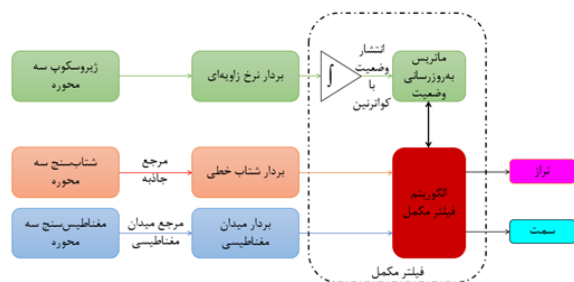 ژیروسکوپ سه
محوره
بردار نرخ زاویه‌ای
∫
انتشار
وضعیت
با
کواترنین
ماتریس
به‌روزرسانی
وضعیت
شتاب‌سنج سه
محوره
مرجع
جاذبه
بردار شتاب خطی
الگوریتم
فیلتر مکمل
تراز
مغناطیس‌سنج سه
محوره
مرجع میدان
مغناطیسی
بردار میدان
مغناطیسی
سمت
فیلتر مکمل